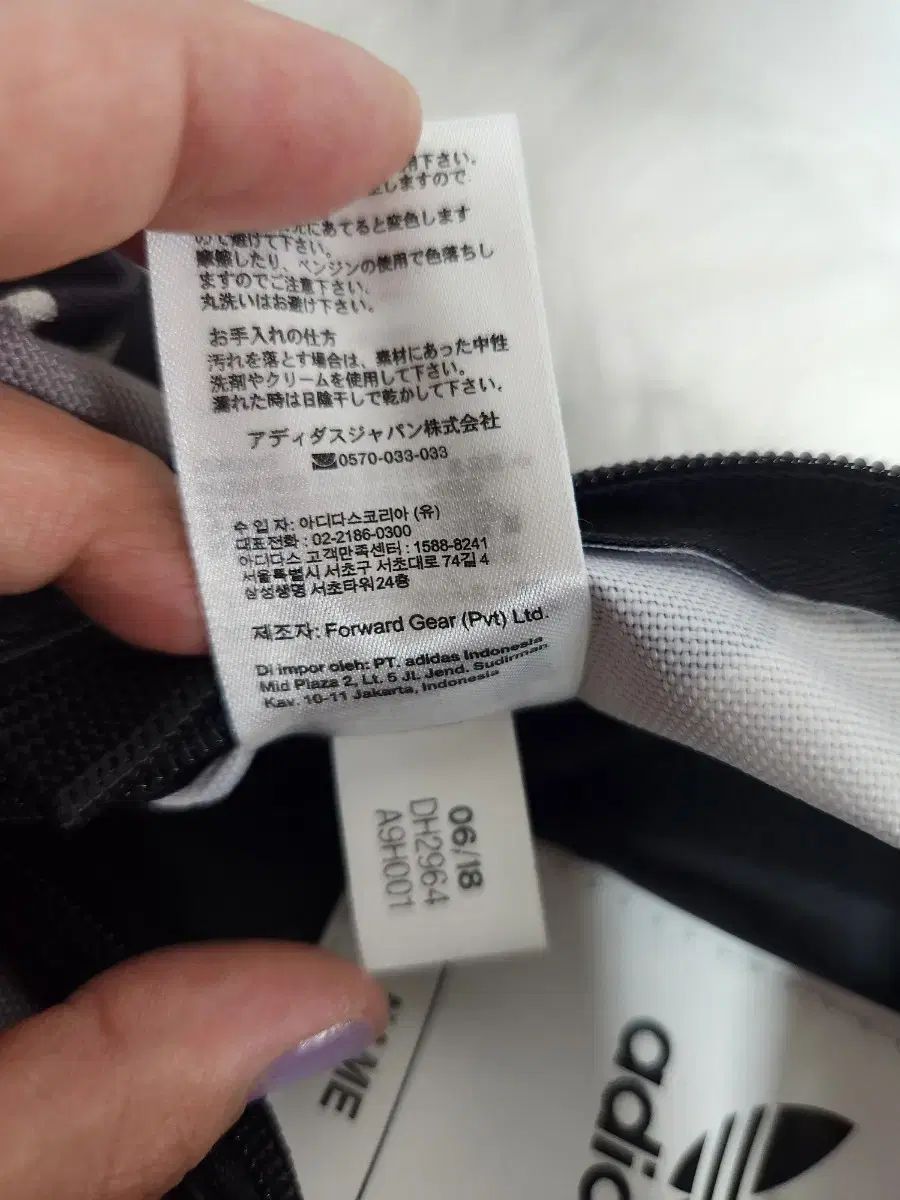 下さい。
しますので
にあてると変色します
ので避けて下さい。
摩擦したり、ベンジンの使用で色落ちし
ますのでご注意下さい。
丸洗いはお避け下さい。
お手入れの仕方
汚れを落とす場合は、素材にあった中性
洗剤やクリームを使用して下さい。
濡れた時は日陰干しで乾かして下さい。
アディダスジャパン株式会社
0570-033-033
수 입 자: 아디다스코리아 (유)
대표전화 : 02-2186-0300
아디다스 고객만족센터 : 1588-8241
서울특별시 서초구 서초대로 74길 4
삼성생명 서초타워 24층
제조자: Forward Gear (Pvt) Ltd.
Di impor oleh: PT. adidas Indonesia
Mid Plaza 2, Lt. 5 Jl. Jend. Sudirman
Kav. 10-11 Jakarta, Indonesia
06/18
DH2964
A9H001
ME
adid